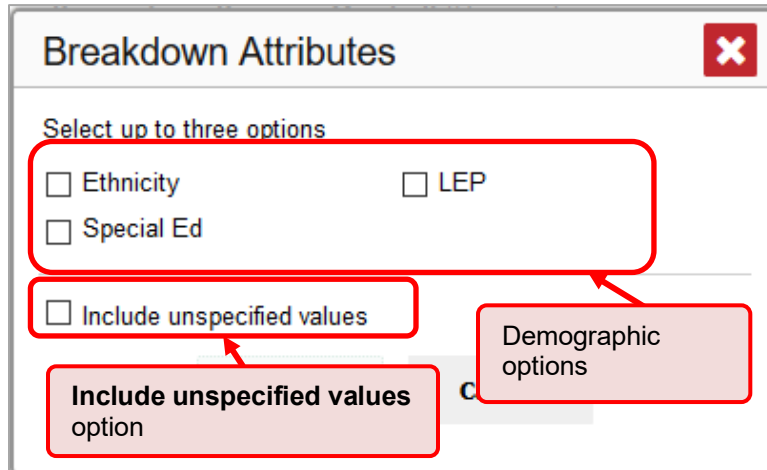 Breakdown Attributes
Select up to three options
Ethnicity
LEP
Special Ed
Include unspecified values
Demographic
options
Include unspecified values
option